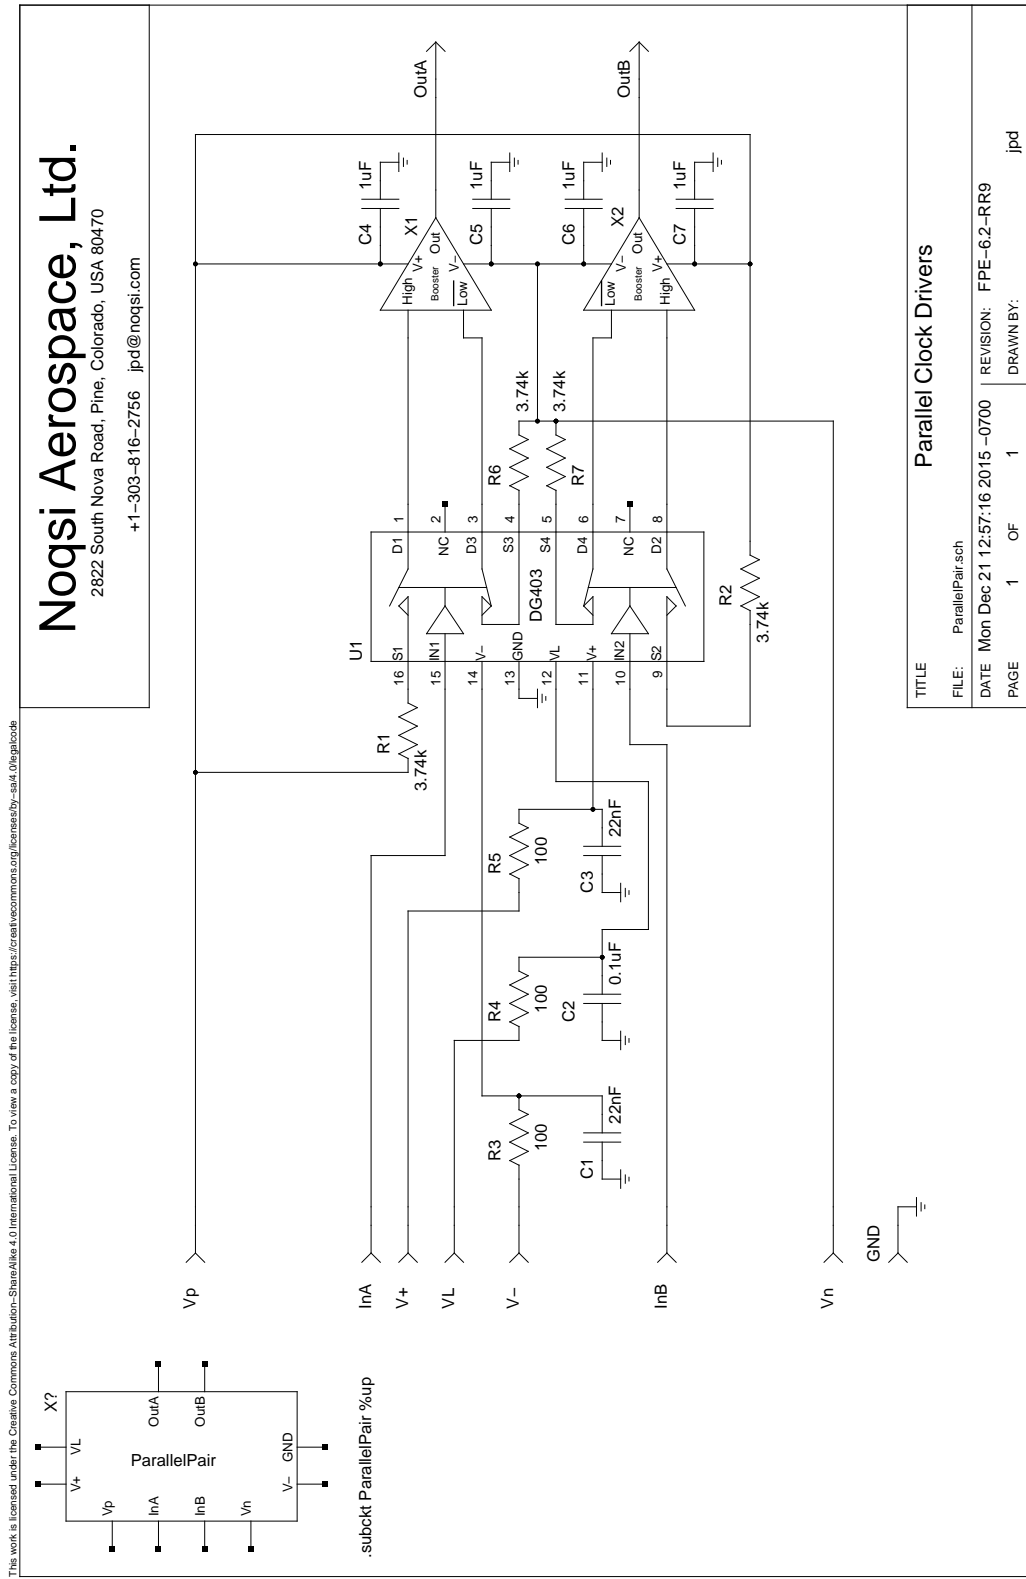 This work is licensed under the Creative Commons Attribution–ShareAlike 4.0 International License. To view a copy of the license, visit https://creativecommons.org/licenses/by–sa/4.0/legalcode
Noqsi Aerospace, Ltd.
2822 South Nova Road, Pine, Colorado, USA 80470
+1–303–816–2756 jpd@noqsi.com
X?
V+
VL
Vp
InA
InB
Vn
ParallelPair
OutA
OutB
V–
GND
.subckt ParallelPair %up
Vp
InA
V+
VL
V–
InB
Vn
GND
R3
100
C1
22nF
R4
100
C2
0.1uF
R5
100
C3
22nF
R1
3.74k
U1
16 S1
15 IN1
14 V–
13 GND
12 VL
11 V+
10 IN2
9 S2
DG403
D1 1
NC 2
D3 3
S3 4
S4 5
D4 6
NC 7
D2 8
R2
3.74k
R6
3.74k
R7
3.74k
C4
1uF
X1
High
V+
Booster
Out
Low
V–
C5
1uF
C6
1uF
X2
Low
V–
Booster
Out
High
V+
C7
1uF
OutA
OutB
TITLE
Parallel Clock Drivers
FILE: ParallelPair.sch
DATE Mon Dec 21 12:57:16 2015 –0700
REVISION: FPE–6.2–RR9
PAGE 1 OF 1
DRAWN BY: jpd